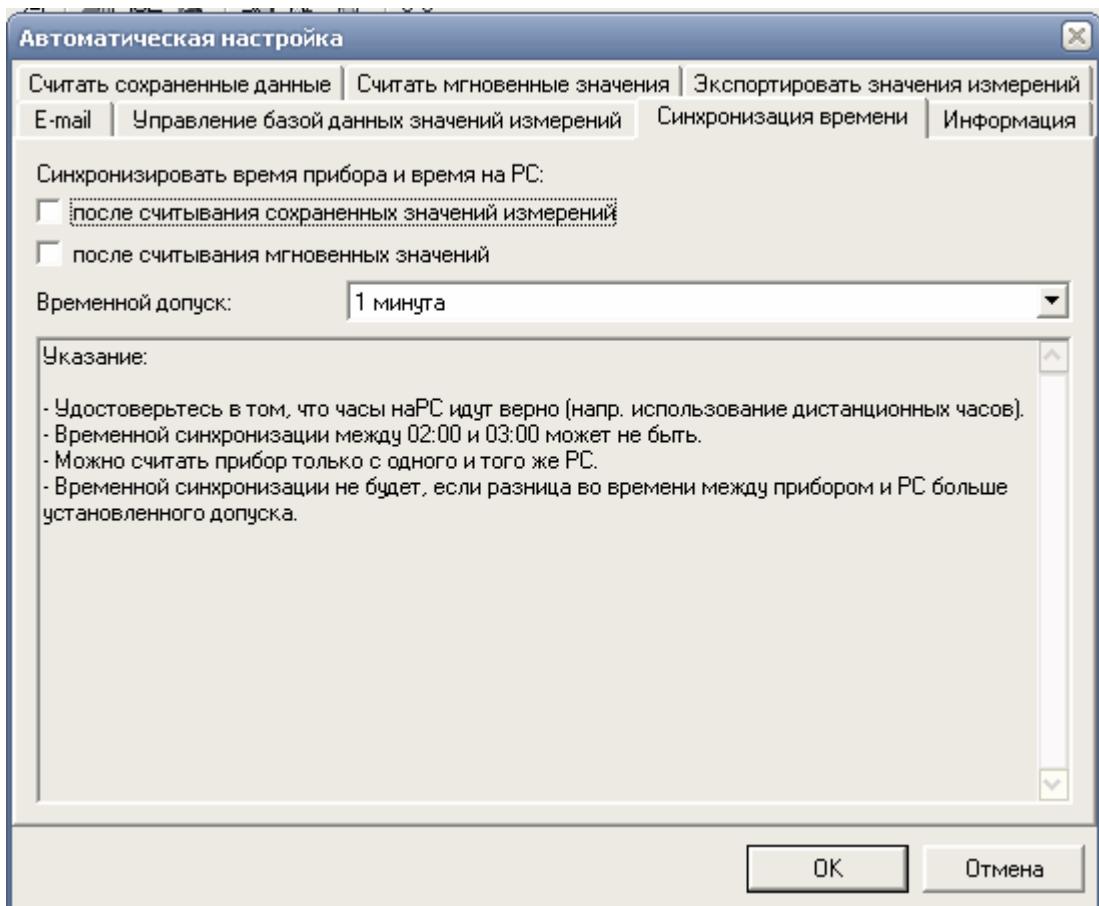 Автоматическая настройка
Считать сохраненные данные Считать мгновенные значения Экспортировать значения измерений
E-mail Управление базой данных значений измерений Синхронизация времени Информация
Синхронизировать время прибора и время на PC:
после считывания сохраненных значений измерений
после считывания мгновенных значений
Временной допуск: 1 минута
Указание:
- Удостоверьтесь в том, что часы наPC идут верно (напр. использование дистанционных часов).
- Временной синхронизации между 02:00 и 03:00 может не быть.
- Можно считать прибор только с одного и того же PC.
- Временной синхронизации не будет, если разница во времени между прибором и PC больше
установленного допуска.
OK Отмена